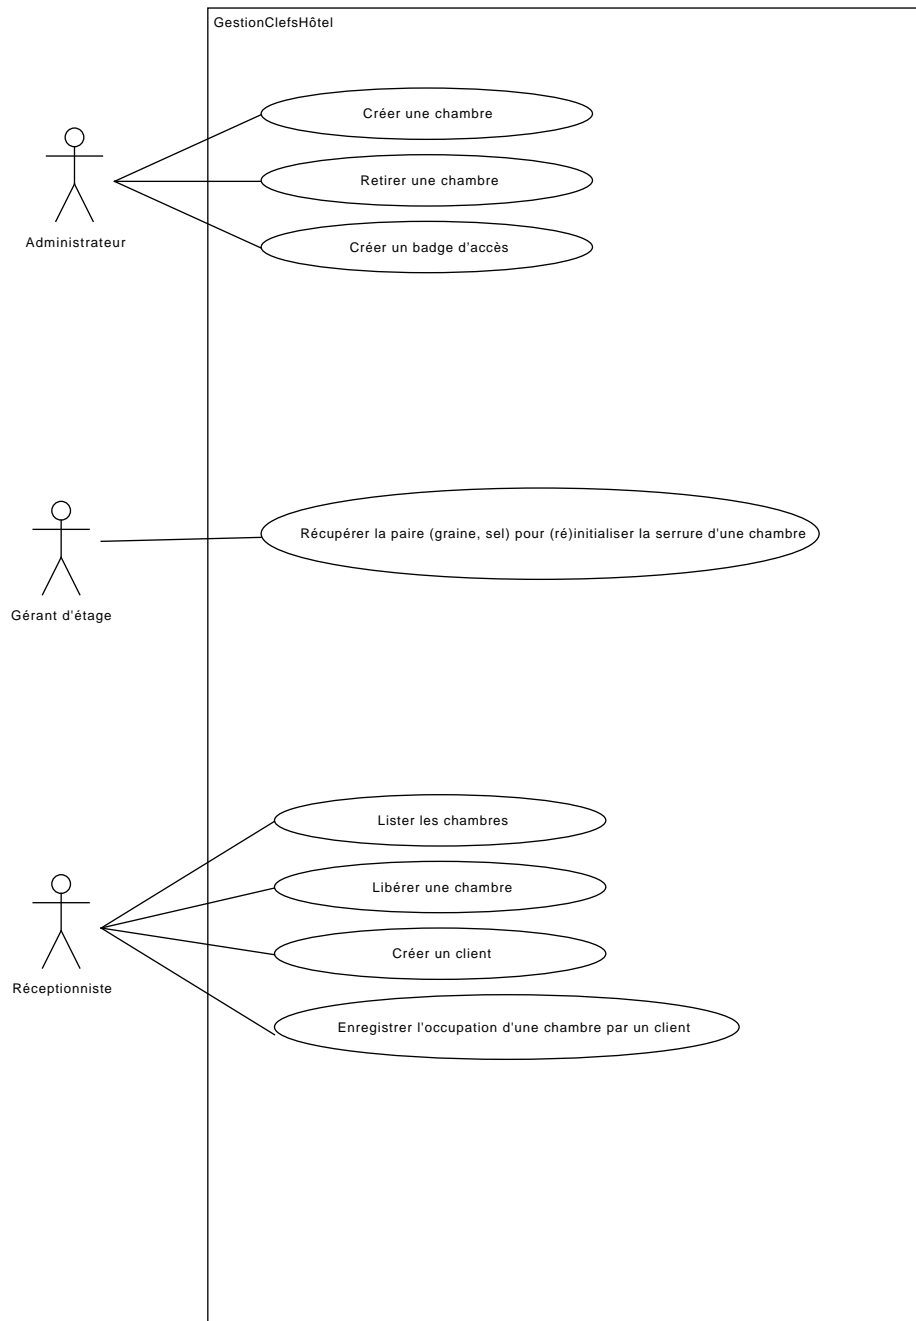 GestionClefsHôtel
Créer une chambre
Retirer une chambre
Créer un badge d'accès
Administrateur
Récupérer la paire (graine, sel) pour (ré)initialiser la serrure d'une chambre
Gérant d'étage
Lister les chambres
Libérer une chambre
Créer un client
Réceptionniste
Enregistrer l'occupation d'une chambre par un client